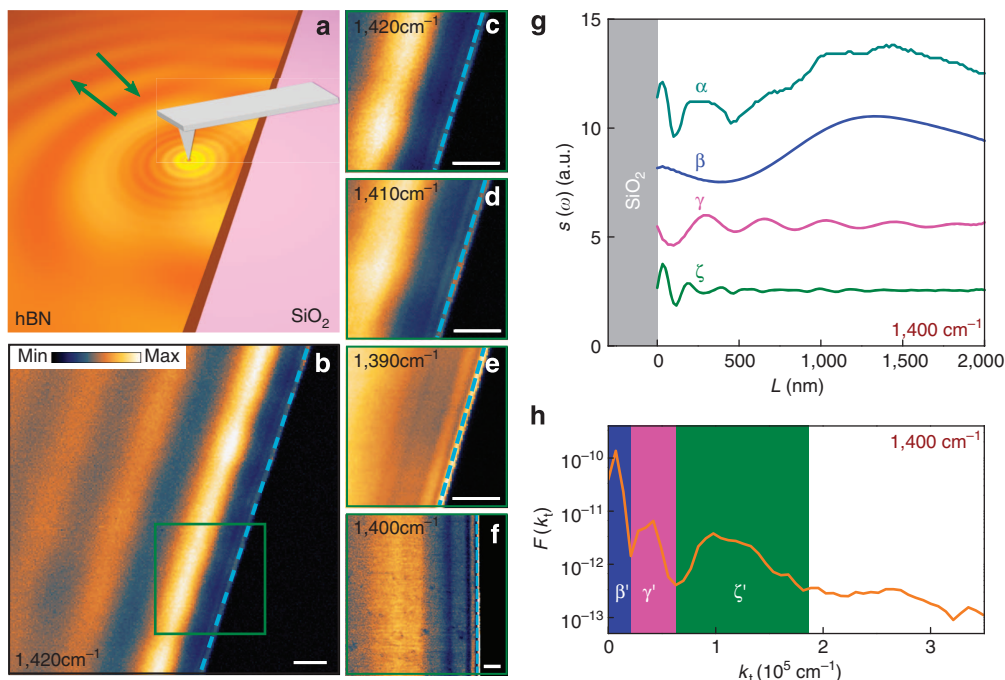 a
hBN
SiO₂
Min
Max
b
1,420cm⁻¹
1,420cm⁻¹
c
1,410cm⁻¹
d
1,390cm⁻¹
e
1,400cm⁻¹
f
g
s (ω) (a.u.)
15
10
5
0
SiO₂
α
β
γ
ζ
1,400 cm⁻¹
0 500 1,000 1,500 2,000
L (nm)
h
1,400 cm⁻¹
F (kₜ)
10⁻¹⁰
10⁻¹¹
10⁻¹²
10⁻¹³
β' γ' ζ'
0 1 2 3
kₜ (10⁵ cm⁻¹)